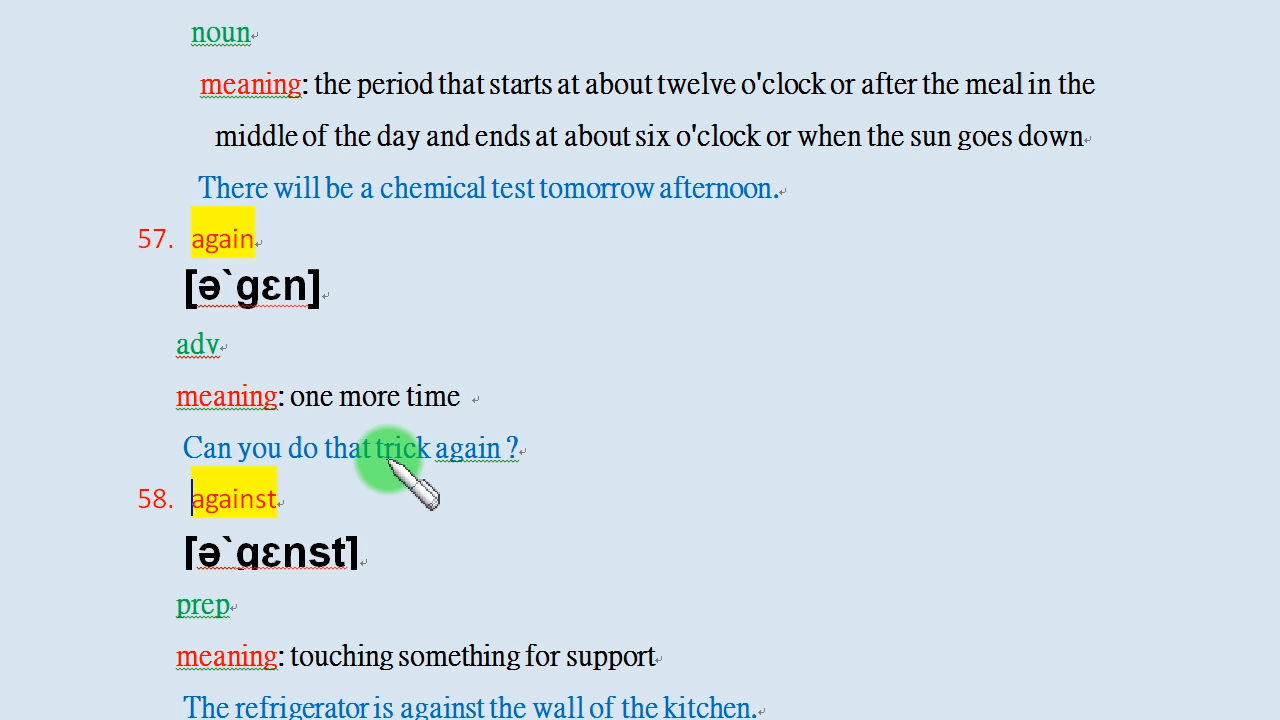 noun
meaning: the period that starts at about twelve o'clock or after the meal in the
middle of the day and ends at about six o'clock or when the sun goes down
There will be a chemical test tomorrow afternoon.
57. again
[ə`gɛn]
adv
meaning: one more time
Can you do that trick again ?
58. against
[ə`gɛnst]
prep
meaning: touching something for support
The refrigerator is against the wall of the kitchen.